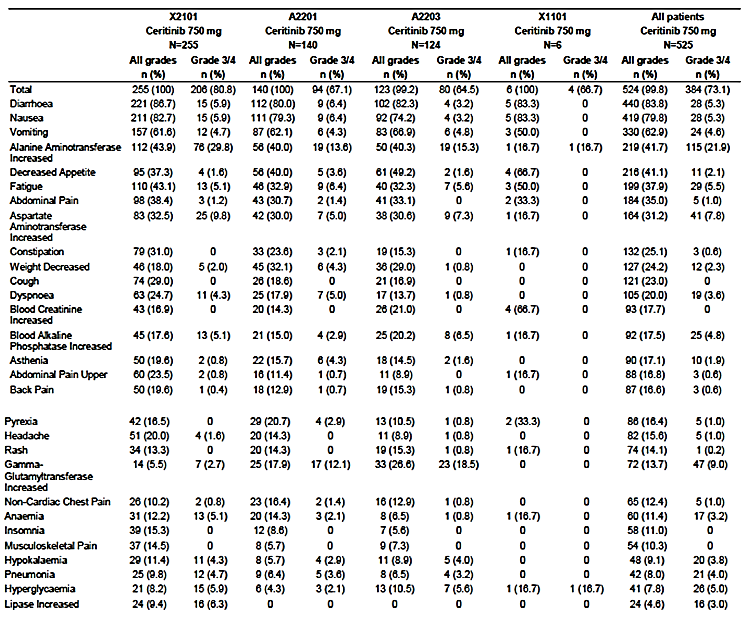 X2101 A2201 A2203 X1101 All patients
Ceritinib 750 mg Ceritinib 750 mg Ceritinib 750 mg Ceritinib 750 mg Ceritinib 750 mg
N=255 N=140 N=124 N=6 N=525
All grades Grade 3/4 All grades Grade 3/4 All grades Grade 3/4 All grades Grade 3/4 All grades Grade 3/4
n (%) n (%) n (%) n (%) n (%) n (%) n (%) n (%) n (%) n (%)
Total 255 (100) 206 (80.8) 140 (100) 94 (67.1) 123 (99.2) 80 (64.5) 6 (100) 4 (66.7) 524 (99.8) 384 (73.1)
Diarrhoea 221 (86.7) 15 (5.9) 112 (80.0) 9 (6.4) 102 (82.3) 4 (3.2) 5 (83.3) 0 440 (83.8) 28 (5.3)
Nausea 211 (82.7) 15 (5.9) 111 (79.3) 9 (6.4) 92 (74.2) 4 (3.2) 5 (83.3) 0 419 (79.8) 28 (5.3)
Vomiting 157 (61.6) 12 (4.7) 87 (62.1) 6 (4.3) 83 (66.9) 6 (4.8) 3 (50.0) 0 330 (62.9) 24 (4.6)
Alanine Aminotransferase 112 (43.9) 76 (29.8) 56 (40.0) 19 (13.6) 50 (40.3) 19 (15.3) 1 (16.7) 1 (16.7) 219 (41.7) 115 (21.9)
Increased
Decreased Appetite 95 (37.3) 4 (1.6) 56 (40.0) 5 (3.6) 61 (49.2) 2 (1.6) 4 (66.7) 0 216 (41.1) 11 (2.1)
Fatigue 110 (43.1) 13 (5.1) 46 (32.9) 9 (6.4) 40 (32.3) 7 (5.6) 3 (50.0) 0 199 (37.9) 29 (5.5)
Abdominal Pain 98 (38.4) 3 (1.2) 43 (30.7) 2 (1.4) 41 (33.1) 0 2 (33.3) 0 184 (35.0) 5 (1.0)
Aspartate 83 (32.5) 25 (9.8) 42 (30.0) 7 (5.0) 38 (30.6) 9 (7.3) 1 (16.7) 0 164 (31.2) 41 (7.8)
Aminotransferase
Increased
Constipation 79 (31.0) 0 33 (23.6) 3 (2.1) 19 (15.3) 0 1 (16.7) 0 132 (25.1) 3 (0.6)
Weight Decreased 46 (18.0) 5 (2.0) 45 (32.1) 6 (4.3) 36 (29.0) 1 (0.8) 0 0 127 (24.2) 12 (2.3)
Cough 74 (29.0) 0 26 (18.6) 0 21 (16.9) 0 0 0 121 (23.0) 0
Dyspnoea 63 (24.7) 11 (4.3) 25 (17.9) 7 (5.0) 17 (13.7) 1 (0.8) 0 0 105 (20.0) 19 (3.6)
Blood Creatinine 43 (16.9) 0 20 (14.3) 0 26 (21.0) 0 4 (66.7) 0 93 (17.7) 0
Increased
Blood Alkaline 45 (17.6) 13 (5.1) 21 (15.0) 4 (2.9) 25 (20.2) 8 (6.5) 1 (16.7) 0 92 (17.5) 25 (4.8)
Phosphatase Increased
Asthenia 50 (19.6) 2 (0.8) 22 (15.7) 6 (4.3) 18 (14.5) 2 (1.6) 0 0 90 (17.1) 10 (1.9)
Abdominal Pain Upper 60 (23.5) 2 (0.8) 16 (11.4) 1 (0.7) 11 (8.9) 0 1 (16.7) 0 88 (16.8) 3 (0.6)
Back Pain 50 (19.6) 1 (0.4) 18 (12.9) 1 (0.7) 19 (15.3) 1 (0.8) 0 0 87 (16.6) 3 (0.6)
Pyrexia 42 (16.5) 0 29 (20.7) 4 (2.9) 13 (10.5) 1 (0.8) 2 (33.3) 0 86 (16.4) 5 (1.0)
Headache 51 (20.0) 4 (1.6) 20 (14.3) 0 11 (8.9) 1 (0.8) 0 0 82 (15.6) 5 (1.0)
Rash 34 (13.3) 0 20 (14.3) 0 19 (15.3) 1 (0.8) 1 (16.7) 0 74 (14.1) 1 (0.2)
Gamma- 14 (5.5) 7 (2.7) 25 (17.9) 17 (12.1) 33 (26.6) 23 (18.5) 0 0 72 (13.7) 47 (9.0)
Glutamyltransferase
Increased
Non-Cardiac Chest Pain 26 (10.2) 2 (0.8) 23 (16.4) 2 (1.4) 16 (12.9) 1 (0.8) 0 0 65 (12.4) 5 (1.0)
Anaemia 31 (12.2) 13 (5.1) 20 (14.3) 3 (2.1) 8 (6.5) 1 (0.8) 1 (16.7) 0 60 (11.4) 17 (3.2)
Insomnia 39 (15.3) 0 12 (8.6) 0 7 (5.6) 0 0 0 58 (11.0) 0
Musculoskeletal Pain 37 (14.5) 0 8 (5.7) 0 9 (7.3) 0 0 0 54 (10.3) 0
Hypokalaemia 29 (11.4) 11 (4.3) 8 (5.7) 4 (2.9) 11 (8.9) 5 (4.0) 0 0 48 (9.1) 20 (3.8)
Pneumonia 25 (9.8) 12 (4.7) 9 (6.4) 5 (3.6) 8 (6.5) 4 (3.2) 0 0 42 (8.0) 21 (4.0)
Hyperglycaemia 21 (8.2) 15 (5.9) 6 (4.3) 3 (2.1) 13 (10.5) 7 (5.6) 1 (16.7) 1 (16.7) 41 (7.8) 26 (5.0)
Lipase Increased 24 (9.4) 16 (6.3) 0 0 0 0 0 0 24 (4.6) 16 (3.0)